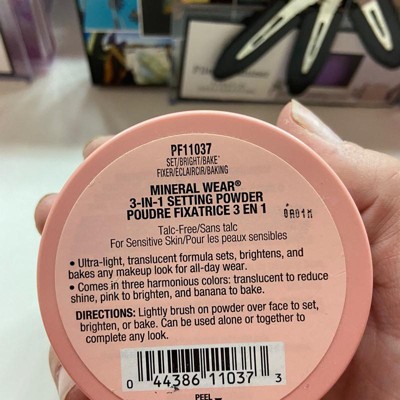 PF11037
SET/BRIGHT/BAKE
FIXER/ÉCLAIRCIR/BAKING
MINERAL WEAR®
3-IN-1 SETTING POWDER
POUDRE FIXATRICE 3 EN 1
0A01M
Talc-Free/Sans talc
For Sensitive Skin/Pour les peaux sensibles
• Ultra-light, translucent formula sets, brightens, and
bakes any makeup look for all-day wear.
• Comes in three harmonious colors: translucent to reduce
shine, pink to brighten, and banana to bake.
DIRECTIONS: Lightly brush on powder over face to set,
brighten, or bake. Can be used alone or together to
complete any look.
0 44386 11037 3
PEEL